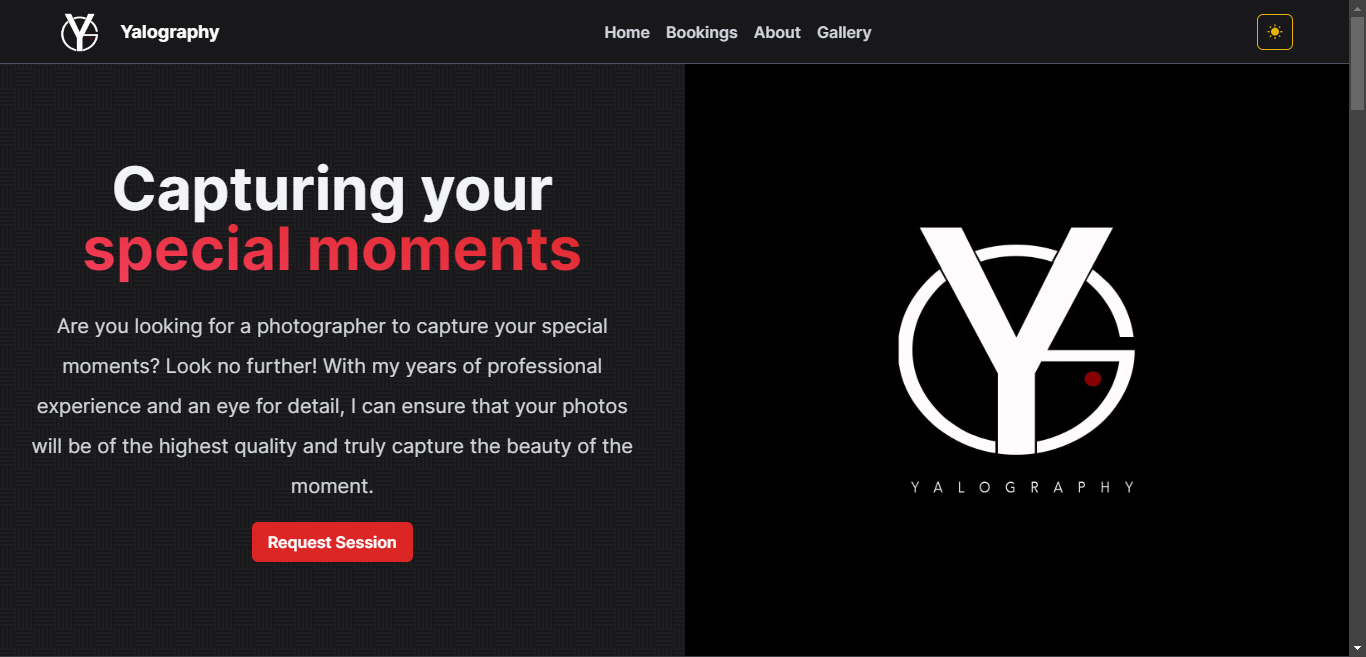 Yalography
Home Bookings About Gallery
Capturing your
special moments
Are you looking for a photographer to capture your special
moments? Look no further! With my years of professional
experience and an eye for detail, I can ensure that your photos
will be of the highest quality and truly capture the beauty of the
moment.
Request Session
YG
YALOGRAPHY